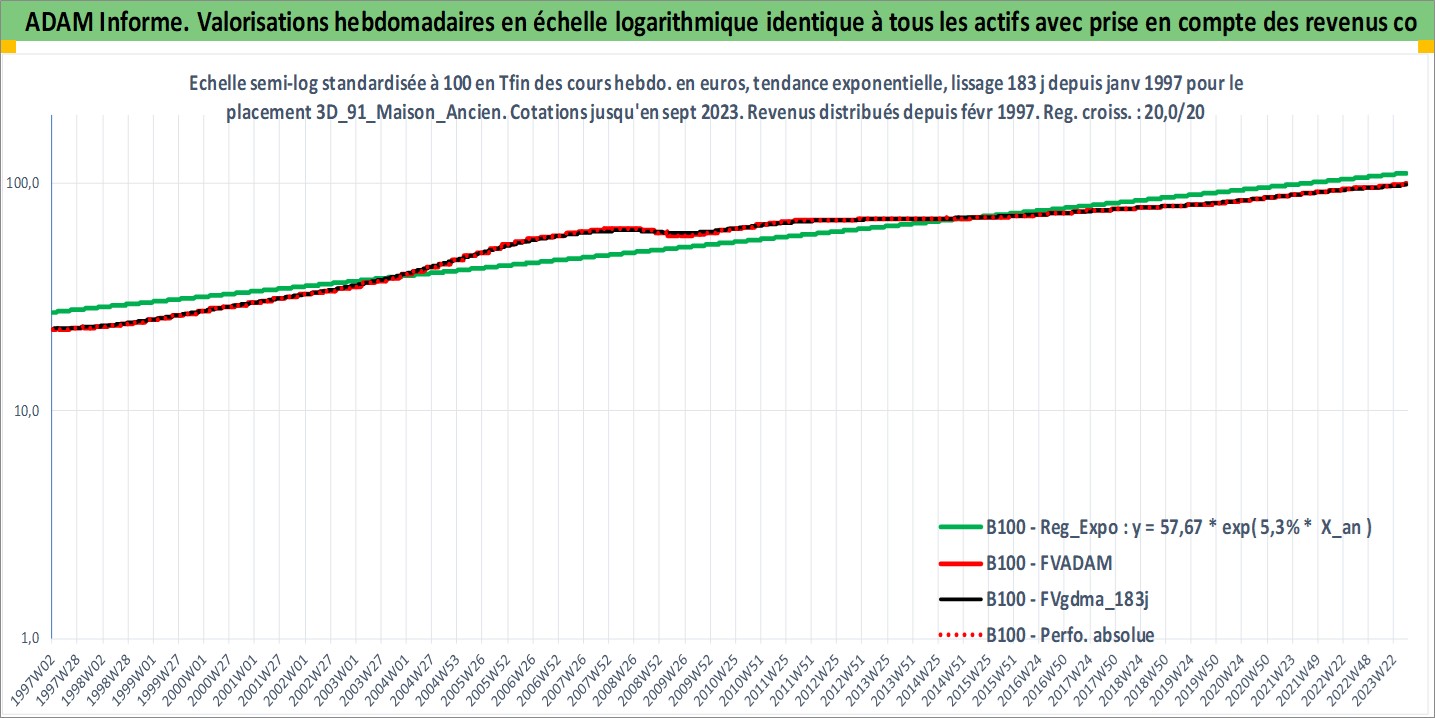 ADAM Informe. Valorisations hebdomadaires en échelle logarithmique identique à tous les actifs avec prise en compte des revenus co
Echelle semi-log standardisée à 100 en Tfin des cours hebdo. en euros, tendance exponentielle, lissage 183 j depuis janv 1997 pour le
placement 3D_91_Maison_Ancien. Cotations jusqu'en sept 2023. Revenus distribués depuis févr 1997. Reg. croiss. : 20,0/20
100,0
10,0
1,0
B100 - Reg_Expo : y = 57,67 * exp( 5,3% * X_an )
B100 - FVADAM
B100 - FVgdma_183j
B100 - Perfo. absolue
1997W02
1997W28
1998W02
1998W28
1999W01
1999W27
2000W01
2000W27
2001W01
2001W27
2002W01
2002W27
2003W01
2003W27
2004W01
2004W27
2004W53
2005W26
2005W52
2006W26
2006W52
2007W26
2007W52
2008W26
2008W52
2009W26
2009W52
2010W25
2010W51
2011W25
2011W51
2012W25
2012W51
2013W25
2013W51
2014W25
2014W51
2015W25
2015W51
2016W24
2016W50
2017W24
2017W50
2018W24
2018W50
2019W24
2019W50
2020W24
2020W50
2021W23
2021W49
2022W22
2022W48
2023W22